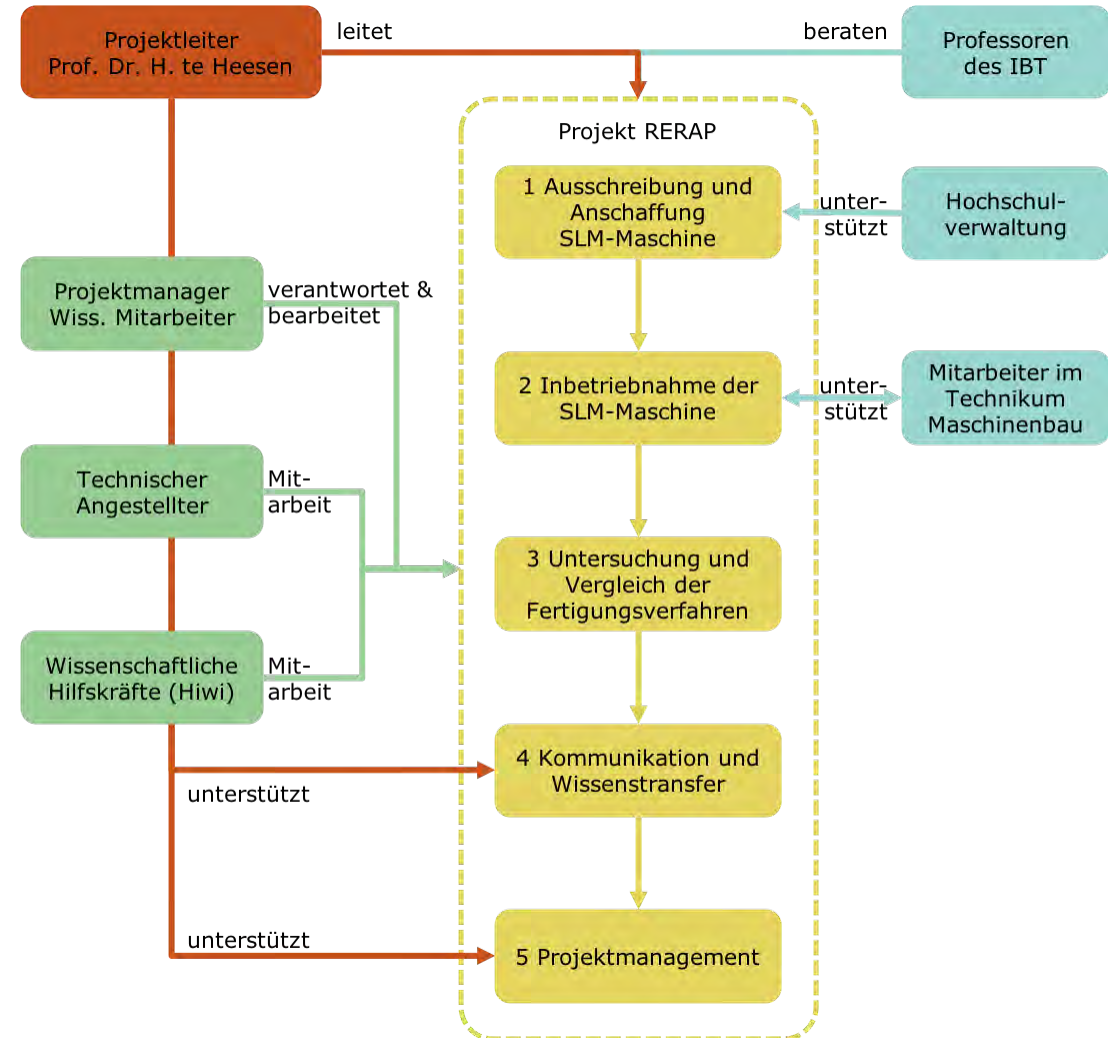 Projektleiter
Prof. Dr. H. te Heesen
leitet
beraten
Professoren
des IBT
Projekt RERAP
1 Ausschreibung und
Anschaffung
SLM-Maschine
unter-
stützt
Hochschul-
verwaltung
Projektmanager
Wiss. Mitarbeiter
verantwortet &
bearbeitet
2 Inbetriebnahme der
SLM-Maschine
unter-
stützt
Mitarbeiter im
Technikum
Maschinenbau
Technischer
Angestellter
Mit-
arbeit
3 Untersuchung und
Vergleich der
Fertigungsverfahren
Wissenschaftliche
Hilfskräfte (Hiwi)
Mit-
arbeit
4 Kommunikation und
Wissenstransfer
unterstützt
unterstützt
5 Projektmanagement